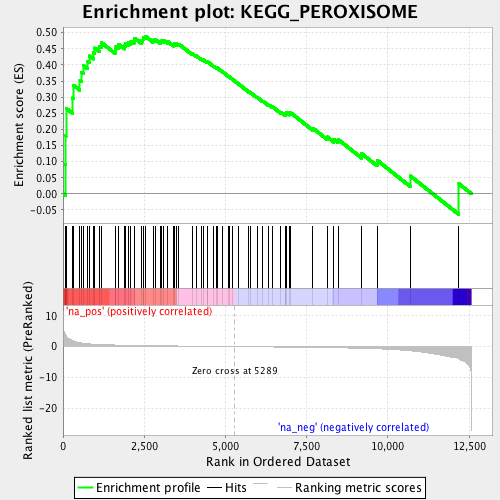 Enrichment plot: KEGG_PEROXISOME
Enrichment score (ES)
0.50
0.45
0.40
0.35
0.30
0.25
0.20
0.15
0.10
0.05
0.00
-0.05
'na_pos' (positively correlated)
Ranked list metric (PreRanked)
10
5
0
-5
-10
-20
Zero cross at 5289
'na_neg' (negatively correlated)
0
2,500
5,000
7,500
10,000
12,500
Rank in Ordered Dataset
Enrichment profile
Hits
Ranking metric scores